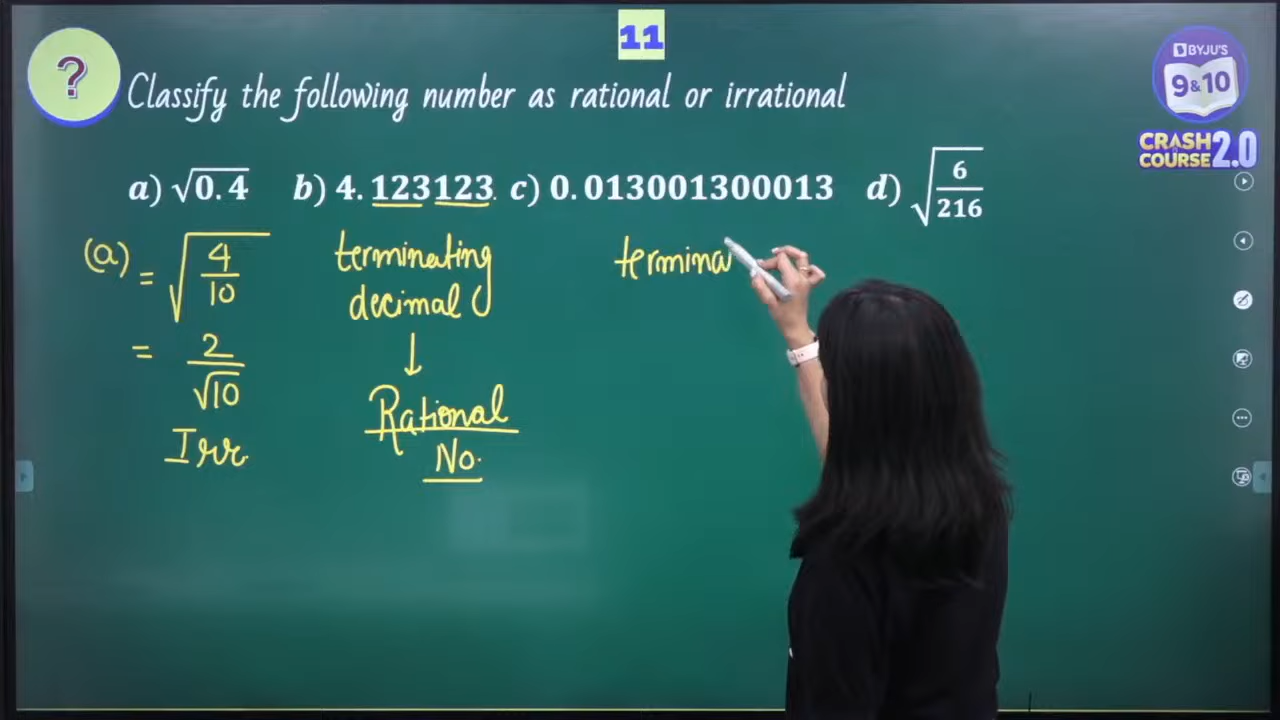 11
?
Classify the following number as rational or irrational
BYJU'S
9 & 10
CRASH
COURSE 2.0
a) √0.4 b) 4.123123. c) 0.013001300013 d) √(6/216)
(a) = √(4/10)
= 2/√10
Irr.
terminating
decimal
↓
Rational
No.
termina